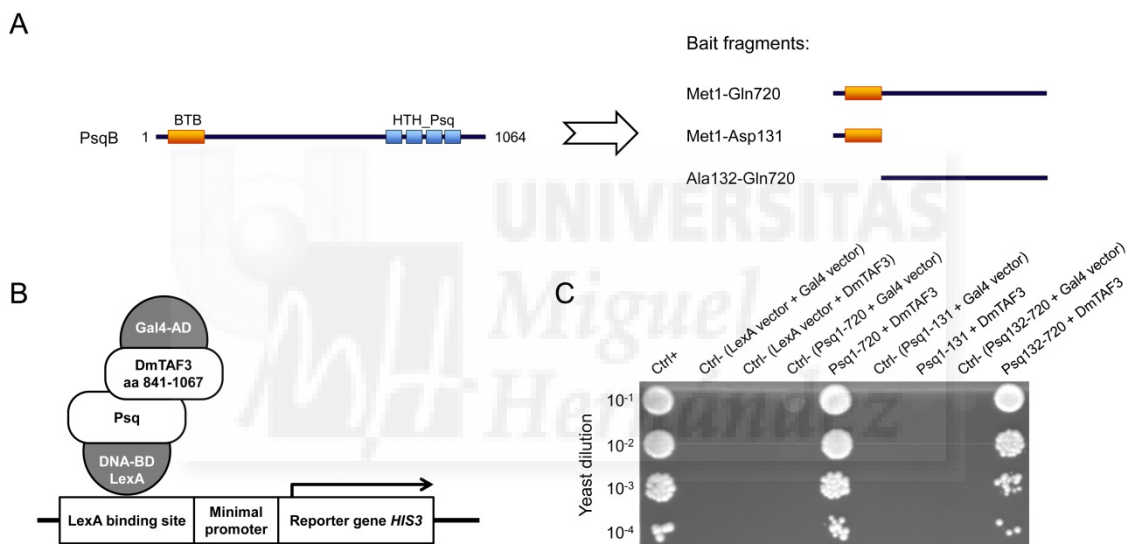 A
Bait fragments:
PsqB
1
BTB
HTH_Psq
1064
Met1-Gln720
Met1-Asp131
Ala132-Gln720
UNIVERSITAS
Miguel
Hernández
B
Gal4-AD
DmTAF3
aa 841-1067
Psq
DNA-BD
LexA
LexA binding site
Minimal
promoter
Reporter gene HIS3
C
Ctrl+
Ctrl- (LexA vector + Gal4 vector)
Ctrl- (LexA vector + DmTAF3)
Ctrl- (Psq1-720 + Gal4 vector)
Psq1-720 + DmTAF3
Ctrl- (Psq1-131 + Gal4 vector)
Psq1-131 + DmTAF3
Ctrl- (Psq132-720 + Gal4 vector)
Psq132-720 + DmTAF3
Yeast dilution
10⁻¹
10⁻²
10⁻³
10⁻⁴